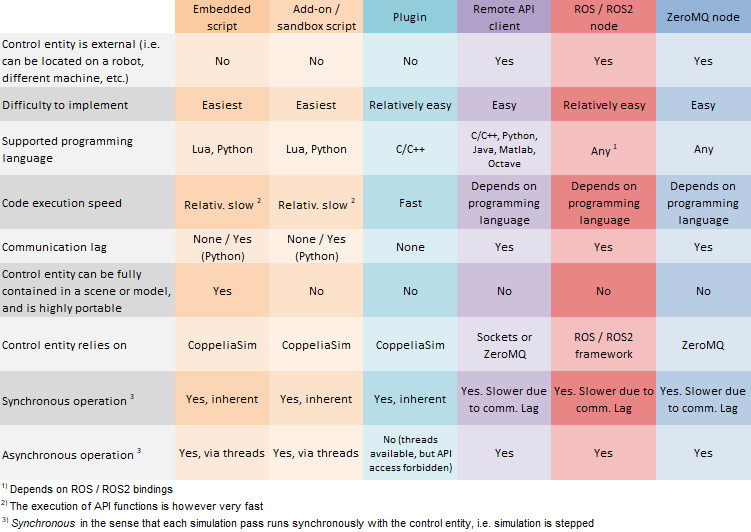 Embedded script
Add-on / sandbox script
Plugin
Remote API client
ROS / ROS2 node
ZeroMQ node
Control entity is external (i.e.
can be located on a robot,
different machine, etc.)
No
No
No
Yes
Yes
Yes
Difficulty to implement
Easiest
Easiest
Relatively easy
Easy
Relatively easy
Easy
Supported programming
language
Lua, Python
Lua, Python
C/C++
C/C++, Python,
Java, Matlab,
Octave
Any 1
Any
Code execution speed
Relativ. slow 2
Relativ. slow 2
Fast
Depends on
programming
language
Depends on
programming
language
Depends on
programming
language
Communication lag
None / Yes
(Python)
None / Yes
(Python)
None
Yes
Yes
Yes
Control entity can be fully
contained in a scene or model,
and is highly portable
Yes
No
No
No
No
No
Control entity relies on
CoppeliaSim
CoppeliaSim
CoppeliaSim
Sockets or
ZeroMQ
ROS / ROS2
framework
ZeroMQ
Synchronous operation 3
Yes, inherent
Yes, inherent
Yes, inherent
Yes. Slower due
to comm. Lag
Yes. Slower due to
comm. Lag
Yes. Slower due
to comm. Lag
Asynchronous operation 3
Yes, via threads
Yes, via threads
No (threads
available, but API
access forbidden)
Yes
Yes
Yes
1) Depends on ROS / ROS2 bindings
2) The execution of API functions is however very fast
3) Synchronous in the sense that each simulation pass runs synchronously with the control entity, i.e. simulation is stepped